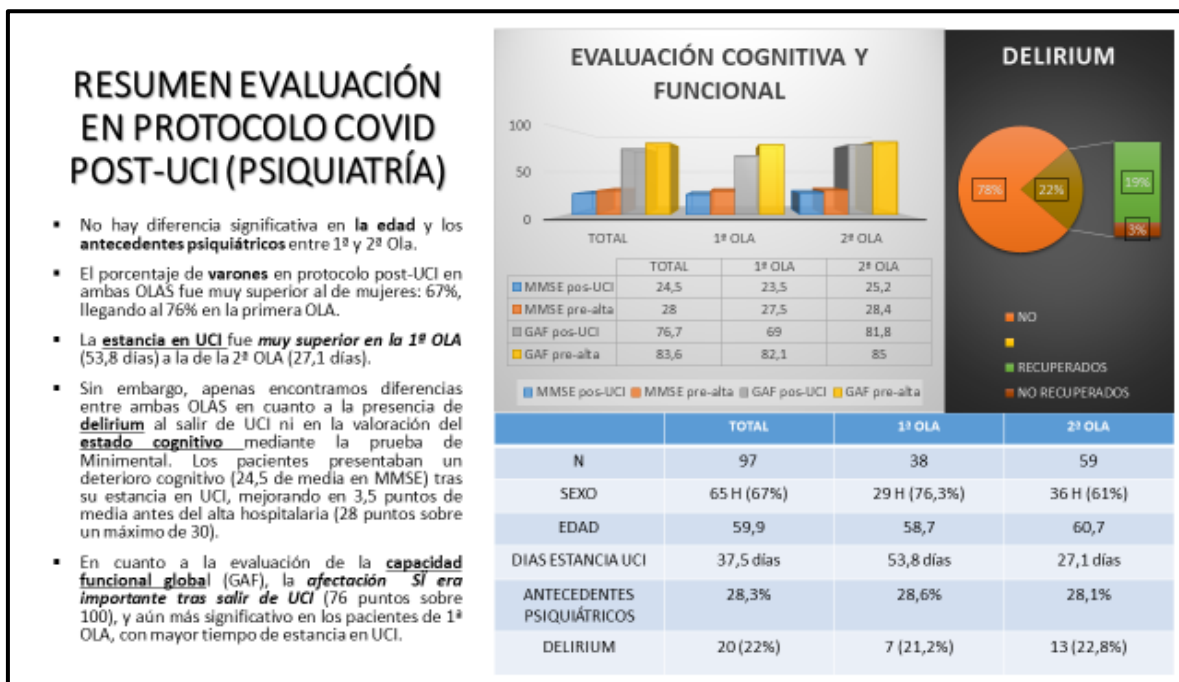 RESUMEN EVALUACIÓN
EN PROTOCOLO COVID
POST-UCI (PSIQUIATRÍA)
▪ No hay diferencia significativa en la edad y los
antecedentes psiquiátricos entre 1ª y 2ª Ola.
▪ El porcentaje de varones en protocolo post-UCI en
ambas OLAS fue muy superior al de mujeres: 67%,
llegando al 76% en la primera OLA.
▪ La estancia en UCI fue muy superior en la 1ª OLA
(53,8 días) a la de la 2ª OLA (27,1 días).
▪ Sin embargo, apenas encontramos diferencias
entre ambas OLAS en cuanto a la presencia de
delirium al salir de UCI ni en la valoración del
estado cognitivo mediante la prueba de
Minimental. Los pacientes presentaban un
deterioro cognitivo (24,5 de media en MMSE) tras
su estancia en UCI, mejorando en 3,5 puntos de
media antes del alta hospitalaria (28 puntos sobre
un máximo de 30).
▪ En cuanto a la evaluación de la capacidad
funcional global (GAF), la afectación SÍ era
importante tras salir de UCI (76 puntos sobre
100), y aún más significativo en los pacientes de 1ª
OLA, con mayor tiempo de estancia en UCI.
EVALUACIÓN COGNITIVA Y
FUNCIONAL
100
50
0
TOTAL 1ª OLA 2ª OLA
TOTAL 1ª OLA 2ª OLA
MMSE pos-UCI 24,5 23,5 25,2
MMSE pre-alta 28 27,5 28,4
GAF pos-UCI 76,7 69 81,8
GAF pre-alta 83,6 82,1 85
MMSE pos-UCI MMSE pre-alta GAF pos-UCI GAF pre-alta
DELIRIUM
78% 22% 19%
3%
NO
RECUPERADOS
NO RECUPERADOS
TOTAL 1ª OLA 2ª OLA
N 97 38 59
SEXO 65 H (67%) 29 H (76,3%) 36 H (61%)
EDAD 59,9 58,7 60,7
DIAS ESTANCIA UCI 37,5 días 53,8 días 27,1 días
ANTECEDENTES
PSIQUIÁTRICOS 28,3% 28,6% 28,1%
DELIRIUM 20 (22%) 7 (21,2%) 13 (22,8%)